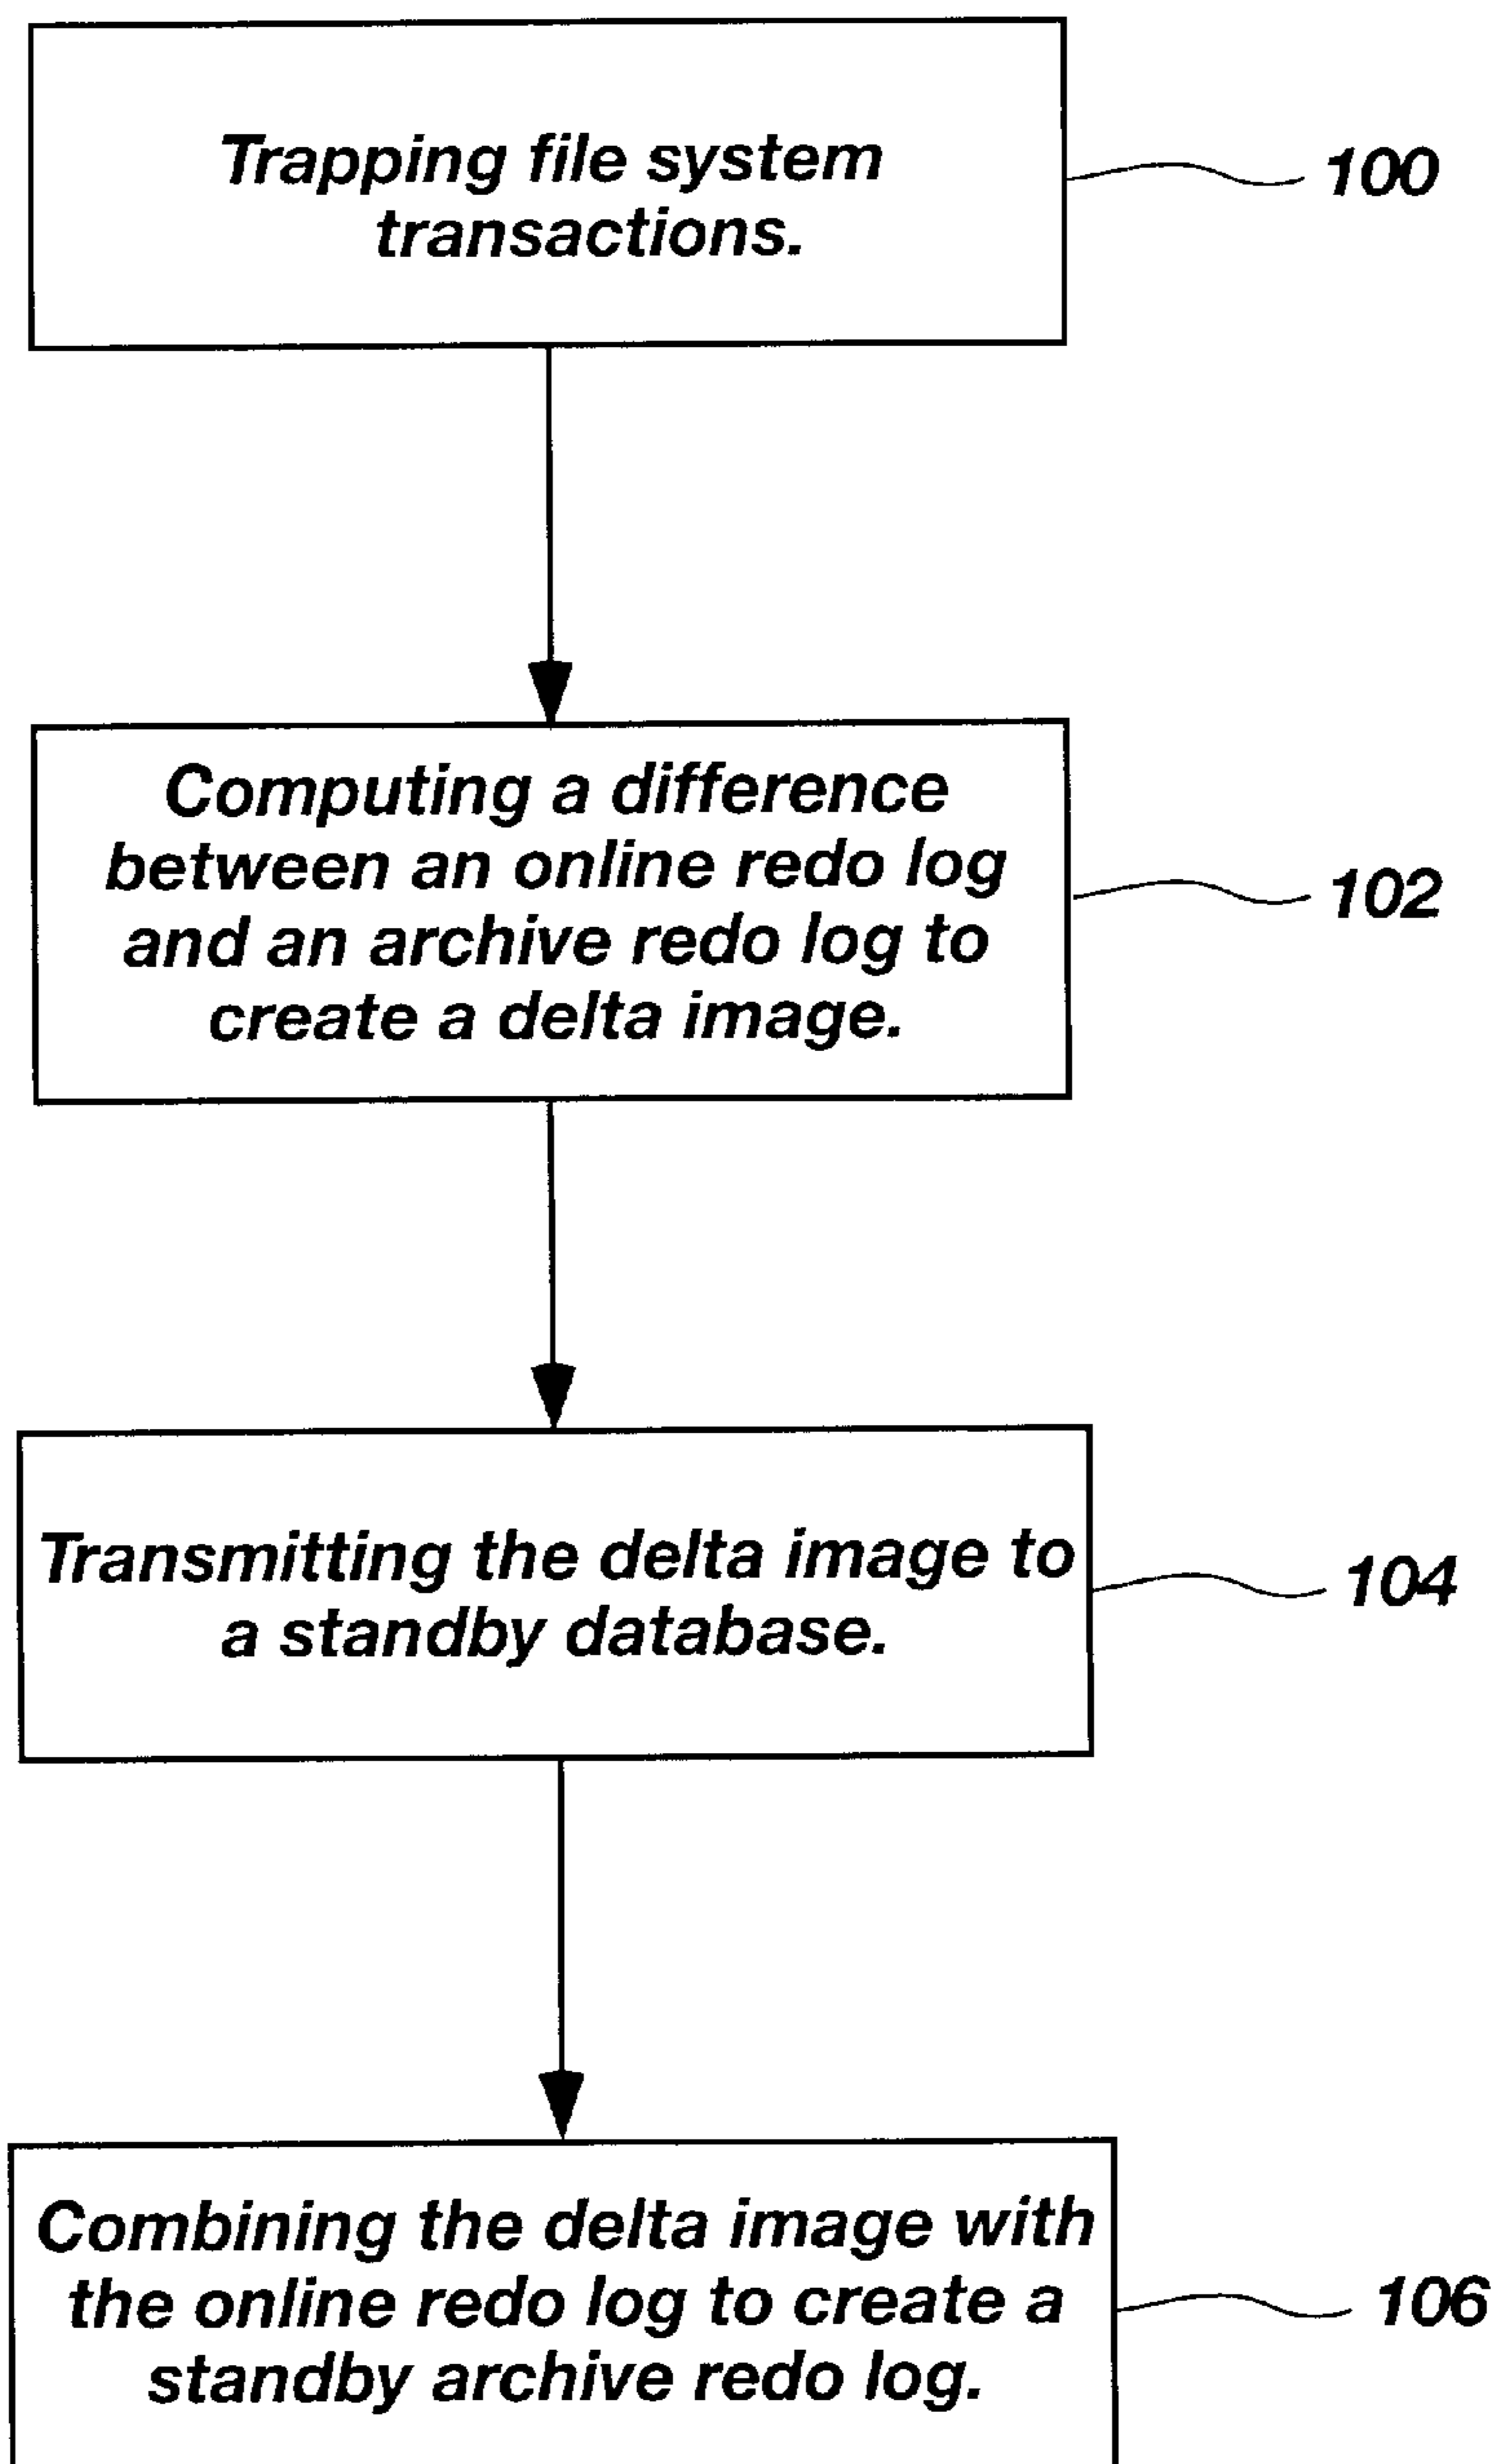 Trapping file system
transactions.
100
Computing a difference
between an online redo log
and an archive redo log to
create a delta image.
102
Transmitting the delta image to
a standby database.
104
Combining the delta image with
the online redo log to create a
standby archive redo log.
106